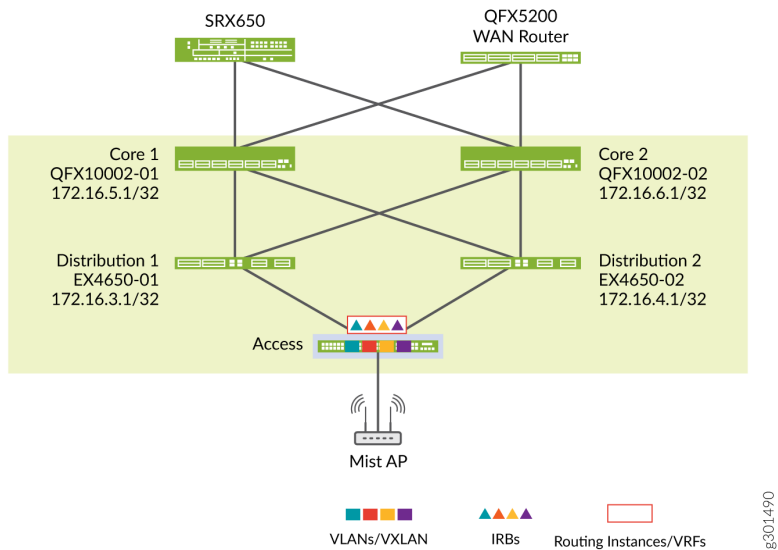 SRX650
QFX5200
WAN Router
Core 1
QFX10002-01
172.16.5.1/32
Core 2
QFX10002-02
172.16.6.1/32
Distribution 1
EX4650-01
172.16.3.1/32
Distribution 2
EX4650-02
172.16.4.1/32
Access
Mist AP
VLANs/VXLAN
IRBs
Routing Instances/VRFs
g301490